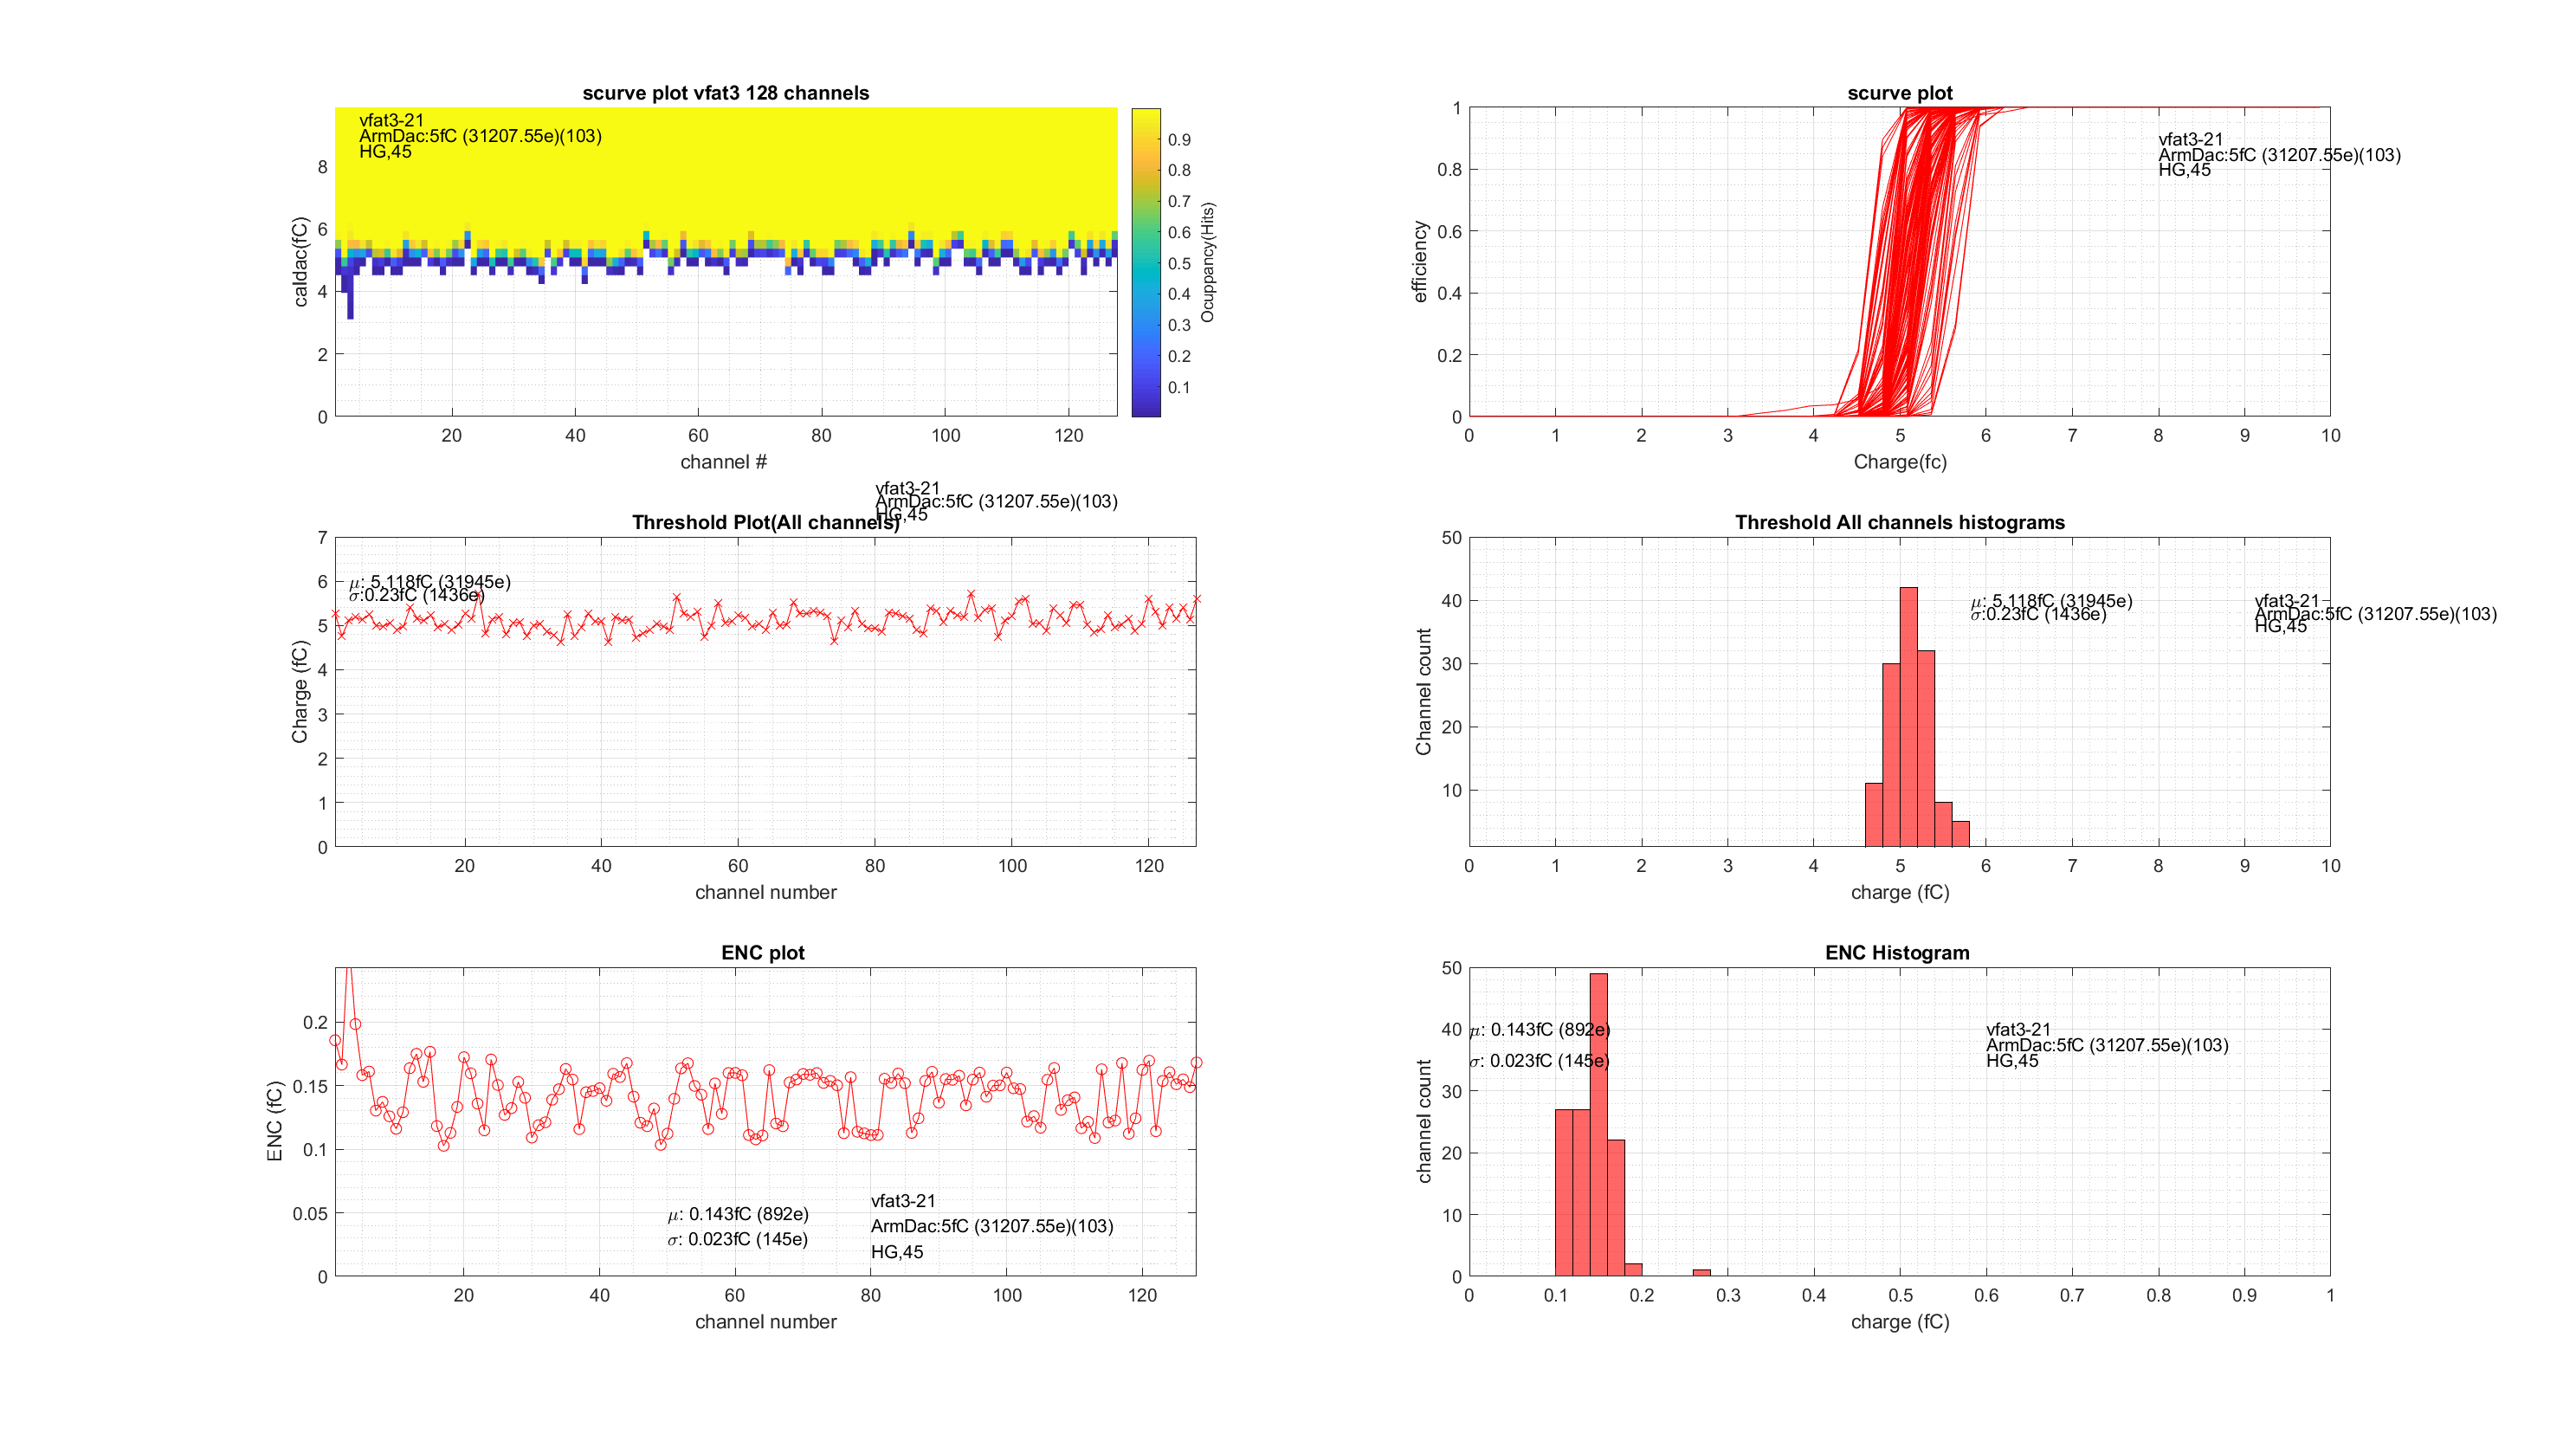 scurve plot vfat3 128 channels
vfat3-21
ArmDac:5fC (31207.55e)(103)
HG,45
caldac(fC)
8
6
4
2
0
20 40 60 80 100 120
channel #
0.9
0.8
0.7
0.6
0.5
0.4
0.3
0.2
0.1
Ocuppancy(Hits)
scurve plot
vfat3-21
ArmDac:5fC (31207.55e)(103)
HG,45
efficiency
1
0.8
0.6
0.4
0.2
0
0 1 2 3 4 5 6 7 8 9 10
Charge(fc)
vfat3-21
ArmDac:5fC (31207.55e)(103)
HG,45
Threshold Plot(All channels)
μ: 5.118fC (31945e)
σ:0.23fC (1436e)
Charge (fC)
7
6
5
4
3
2
1
0
20 40 60 80 100 120
channel number
Threshold All channels histograms
μ: 5.118fC (31945e)
σ:0.23fC (1436e)
vfat3-21
ArmDac:5fC (31207.55e)(103)
HG,45
Channel count
50
40
30
20
10
0 1 2 3 4 5 6 7 8 9 10
charge (fC)
ENC plot
ENC (fC)
0.2
0.15
0.1
0.05
0
μ: 0.143fC (892e)
σ: 0.023fC (145e)
vfat3-21
ArmDac:5fC (31207.55e)(103)
HG,45
20 40 60 80 100 120
channel number
ENC Histogram
μ: 0.143fC (892e)
σ: 0.023fC (145e)
vfat3-21
ArmDac:5fC (31207.55e)(103)
HG,45
channel count
50
40
30
20
10
0
0 0.1 0.2 0.3 0.4 0.5 0.6 0.7 0.8 0.9 1
charge (fC)